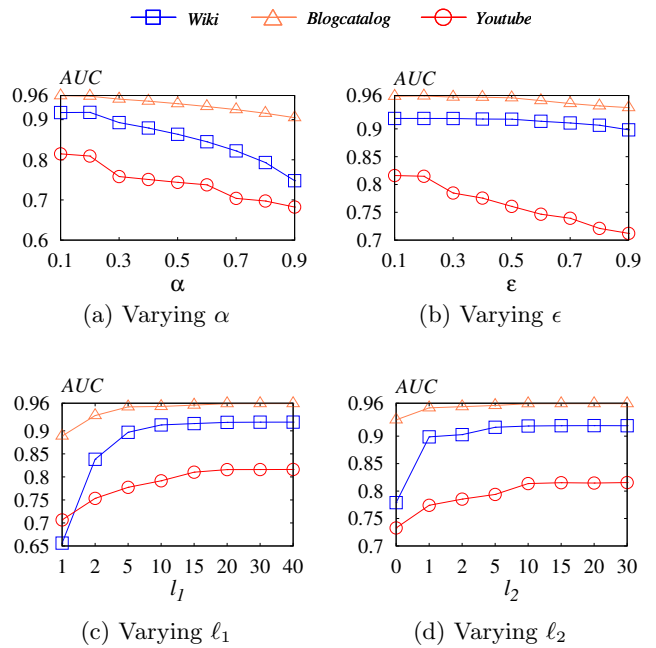 Wiki Blogcatalog Youtube
AUC AUC
0.96 0.96
0.9 0.9
0.8 0.85
0.7 0.8
0.6 0.75
0.7
0.1 0.3 0.5 0.7 0.9 0.1 0.3 0.5 0.7 0.9
α ε
(a) Varying α (b) Varying ϵ
AUC AUC
0.96 0.96
0.9 0.9
0.8 0.85
0.75 0.8
0.7 0.75
0.65 0.7
1 2 5 10 15 20 30 40 0 1 2 5 10 15 20 30
l1 l2
(c) Varying ℓ1 (d) Varying ℓ2